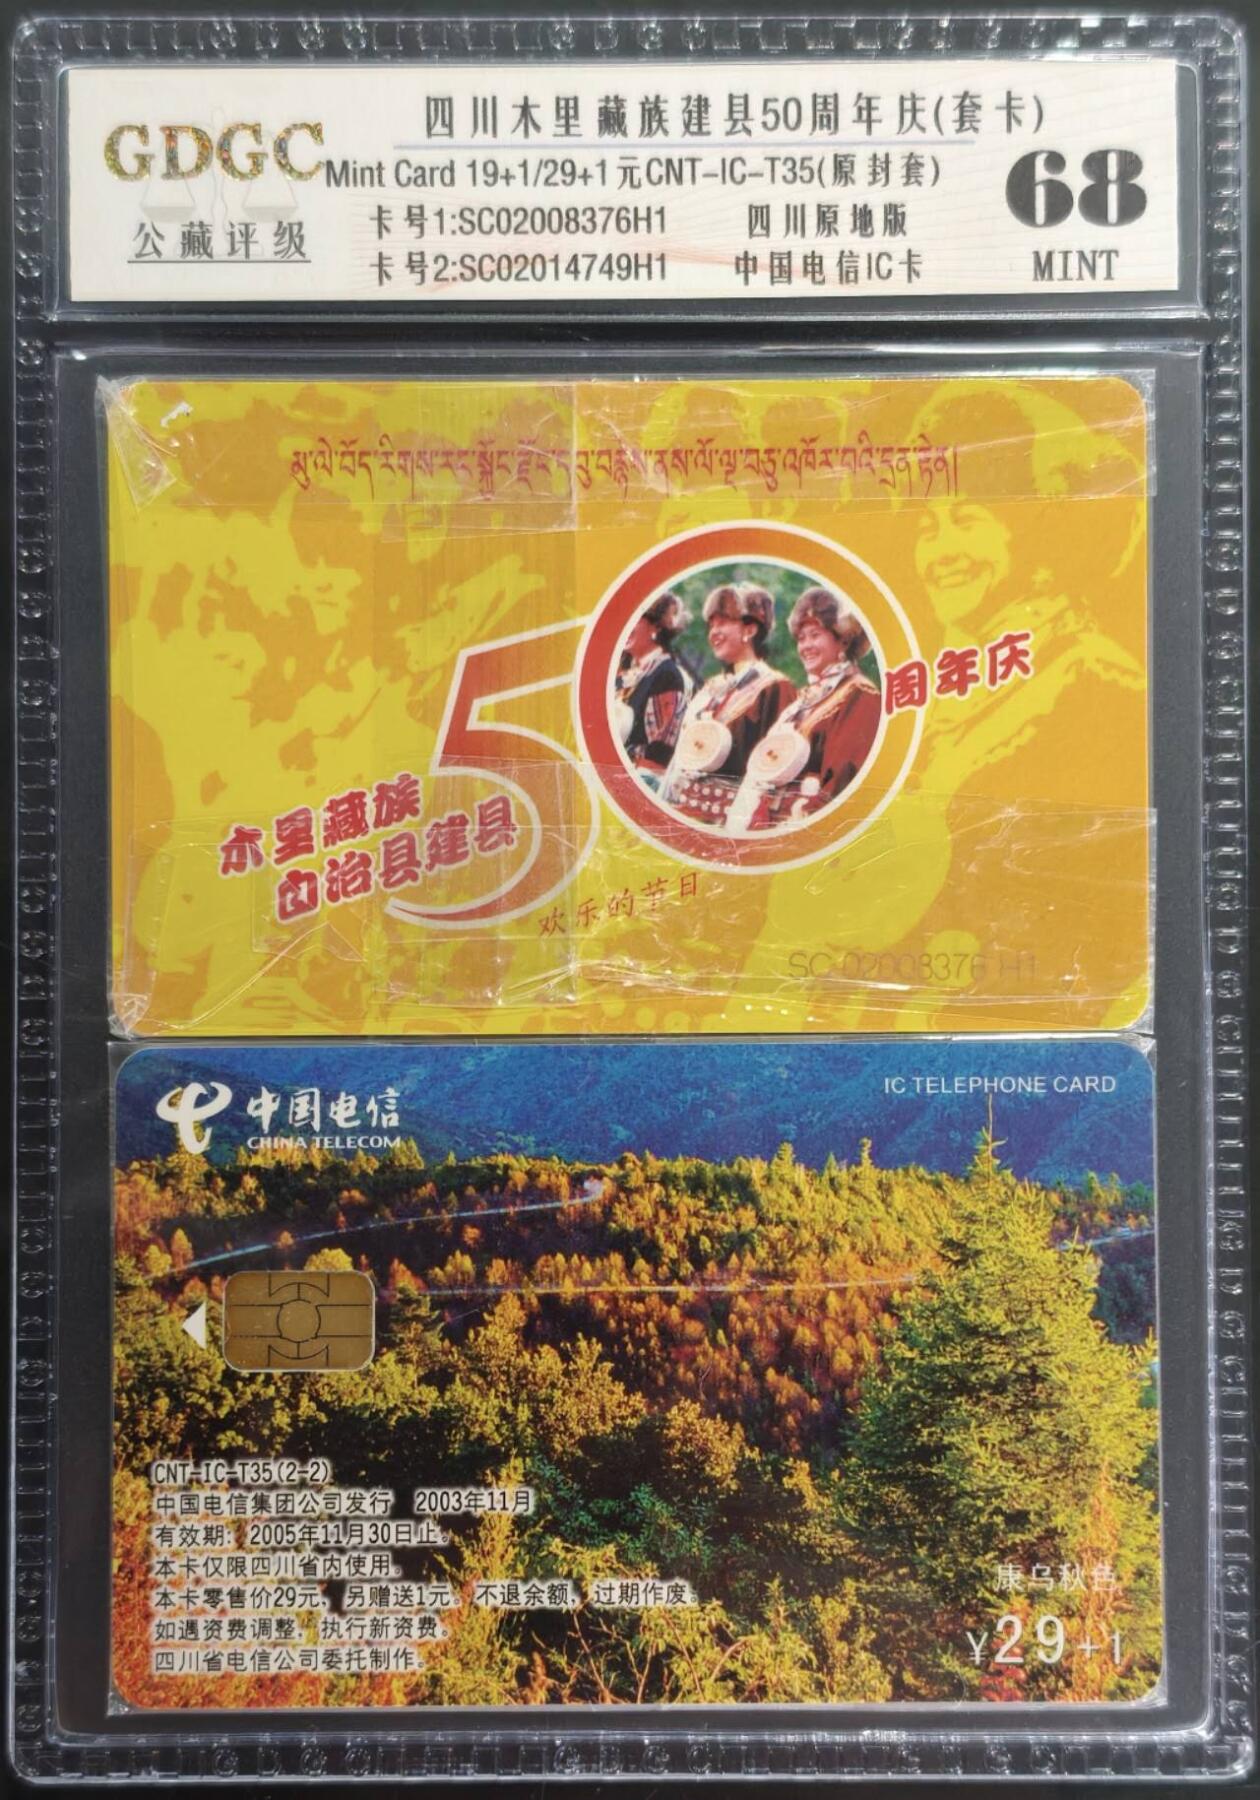 GDGC
公藏评级
四川木里藏族建县50周年庆(套卡)
Mint Card 19+1/29+1元CNT-IC-T35(原封套)
卡号1:SC02008376H1 四川原地版
卡号2:SC02014749H1 中国电信IC卡
68
MINT
མུ་ལེ་བོད་རིགས་རང་སྐྱོང་རྫོང་དབུ་བརྙེས་ནས་ལོ་ལྔ་བཅུ་འཁོར་བའི་དྲན་རྟེན།
50
周年庆
木里藏族
自治县建县
欢乐的节日
SC 02008376 H1
中国电信
CHINA TELECOM
IC TELEPHONE CARD
CNT-IC-T35(2-2)
中国电信集团公司发行 2003年11月
有效期：2005年11月30日止。
本卡仅限四川省内使用。
本卡零售价29元，另赠送1元。不退余额，过期作废。
如遇资费调整，执行新资费。
四川省电信公司委托制作。
康乌秋色
¥29+1